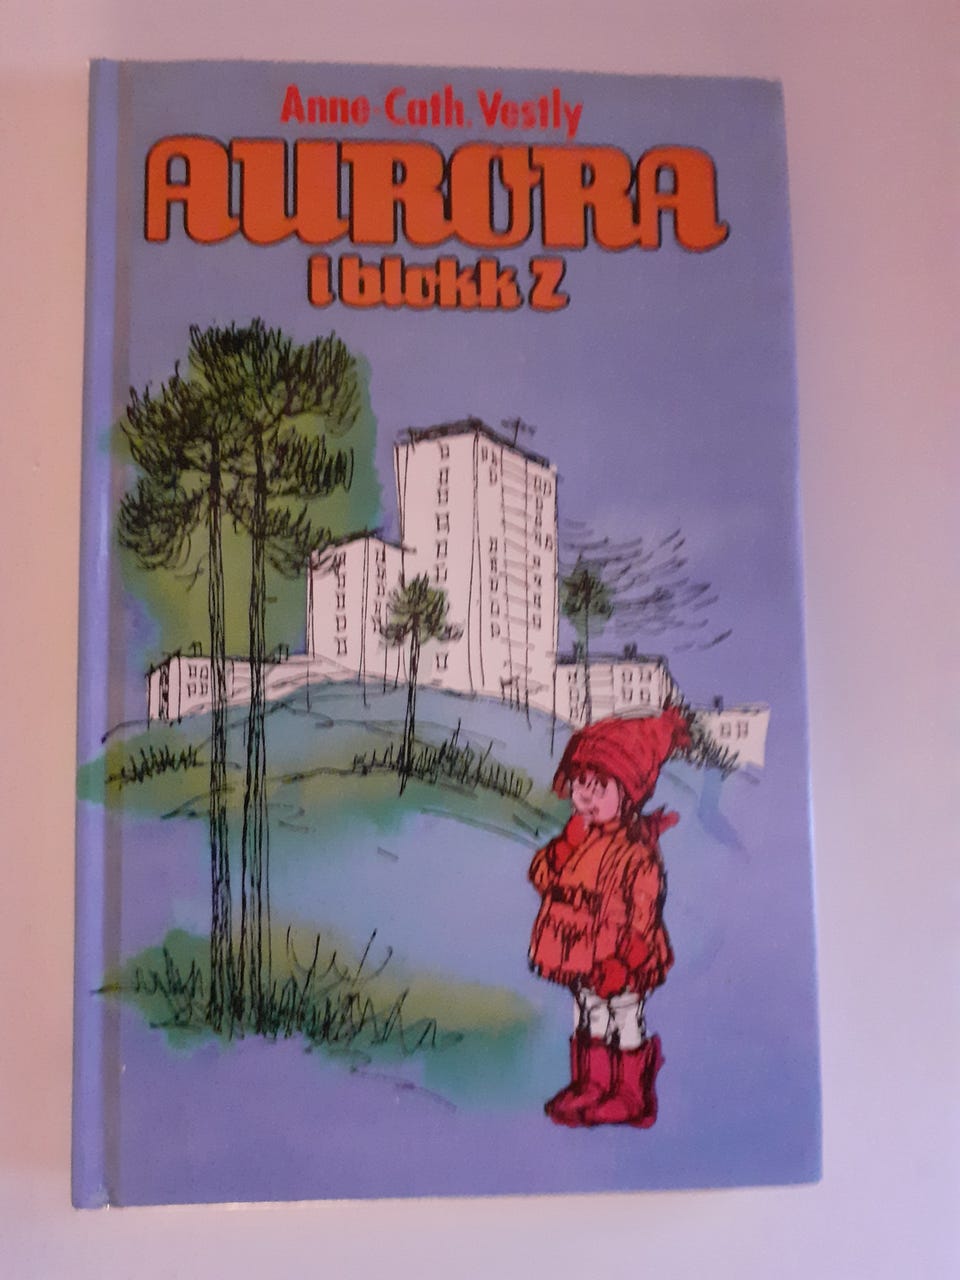 Anne-Cath. Vestly
AURORA
i blokk Z